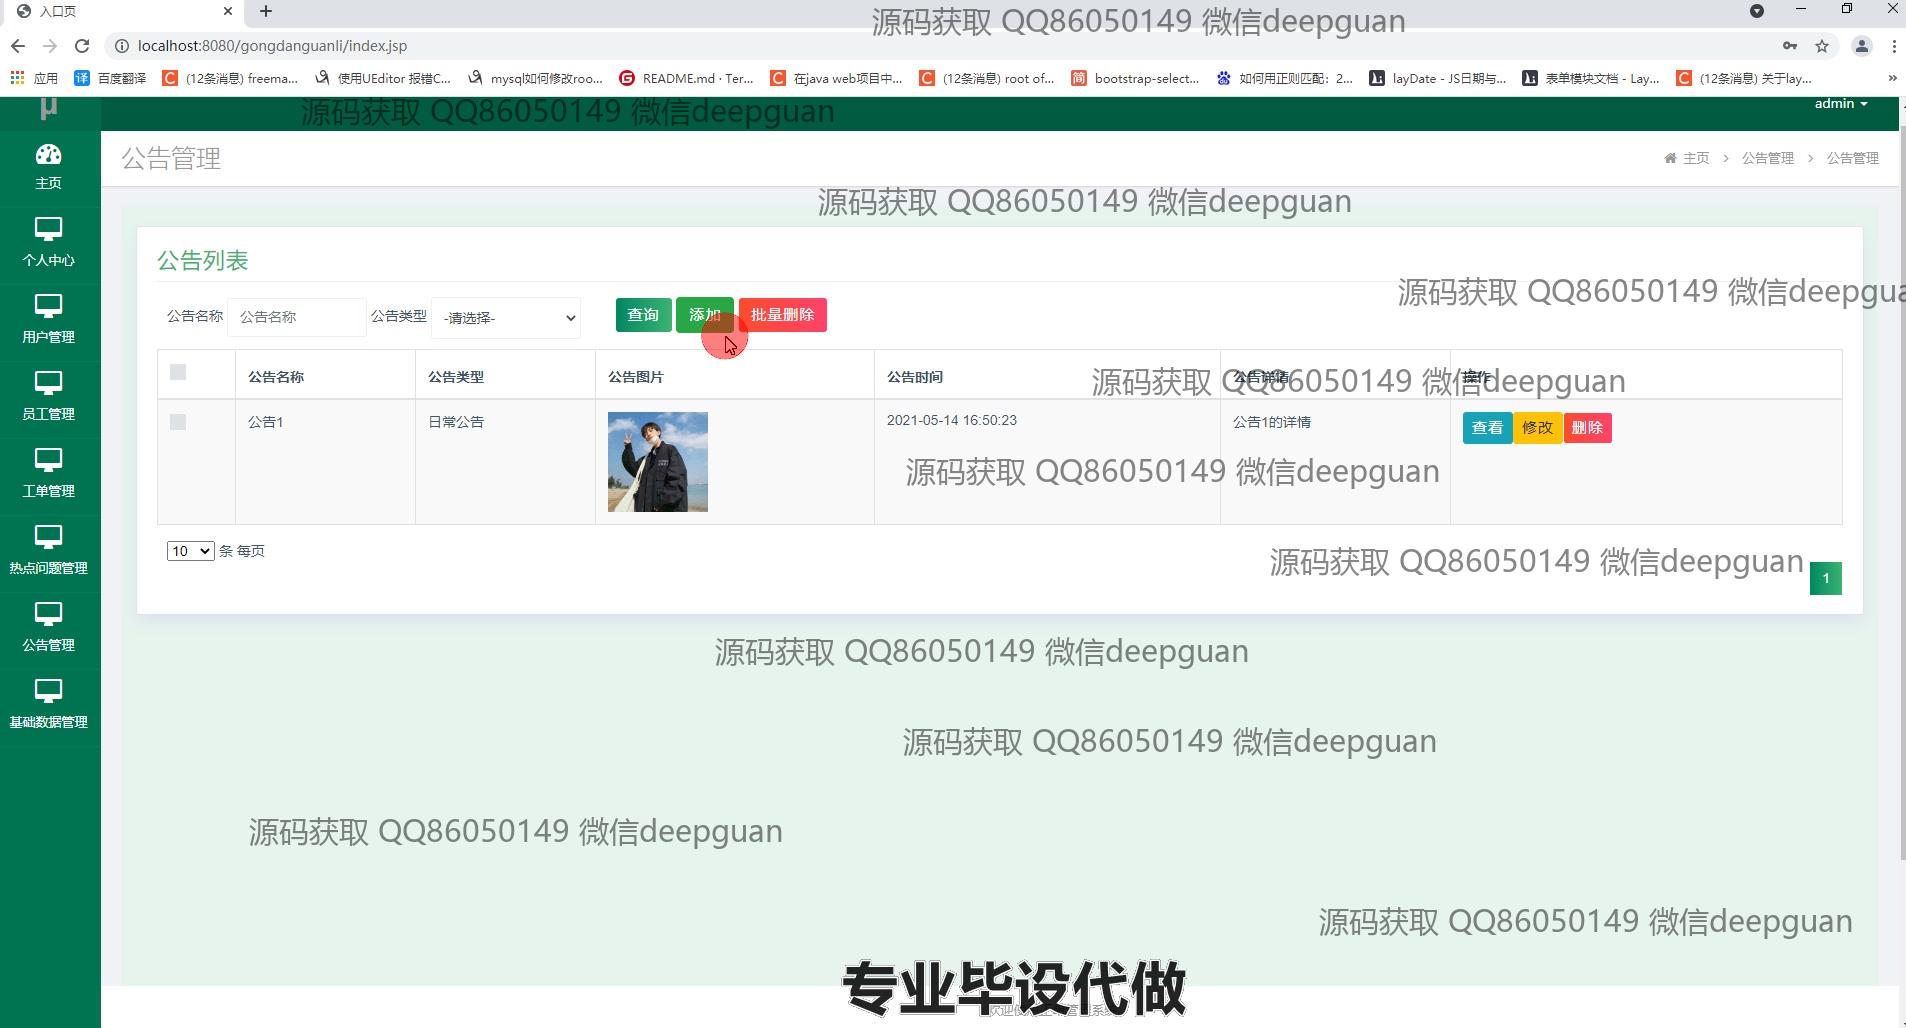 入口页
localhost:8080/gongdanguanli/index.jsp
应用 百度翻译 (12条消息) freema... 使用UEditor 报错C... mysql如何修改roo... README.md · Ter... 在java web项目中... (12条消息) root of... bootstrap-select... 如何用正则匹配：2... layDate - JS日期与... 表单模块文档 - Lay... (12条消息) 关于lay...
源码获取 QQ86050149 微信deepguan
μ
admin
源码获取 QQ86050149 微信deepguan
公告管理
主页 > 公告管理 > 公告管理
主页
个人中心
用户管理
员工管理
工单管理
热点问题管理
公告管理
基础数据管理
源码获取 QQ86050149 微信deepguan
公告列表
源码获取 QQ86050149 微信deepgua
公告名称 公告名称 公告类型 -请选择- 查询 添加 批量删除
公告名称 公告类型 公告图片 公告时间 公告详情 操作
源码获取 QQ86050149 微信deepguan
公告1 日常公告 2021-05-14 16:50:23 公告1的详情 查看 修改 删除
源码获取 QQ86050149 微信deepguan
10 条 每页
源码获取 QQ86050149 微信deepguan
1
源码获取 QQ86050149 微信deepguan
源码获取 QQ86050149 微信deepguan
源码获取 QQ86050149 微信deepguan
源码获取 QQ86050149 微信deepguan
专业毕设代做